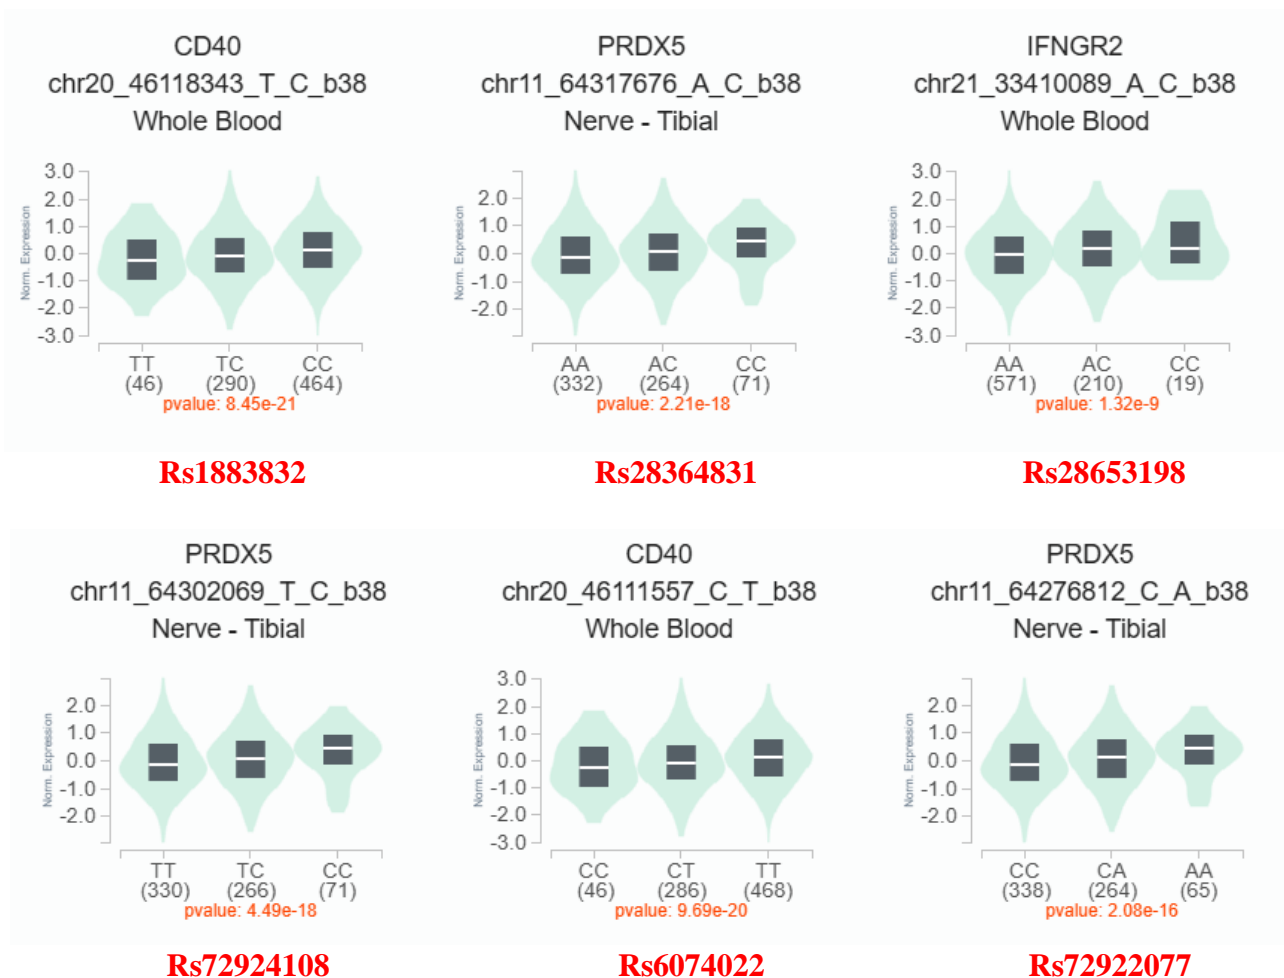 CD40
chr20_46118343_T_C_b38
Whole Blood
Norm. Expression
3.0
2.0
1.0
0.0
-1.0
-2.0
-3.0
TT TC CC
(46) (290) (464)
pvalue: 8.45e-21
Rs1883832
PRDX5
chr11_64317676_A_C_b38
Nerve - Tibial
Norm. Expression
2.0
1.0
0.0
-1.0
-2.0
AA AC CC
(332) (264) (71)
pvalue: 2.21e-18
Rs28364831
IFNGR2
chr21_33410089_A_C_b38
Whole Blood
Norm. Expression
3.0
2.0
1.0
0.0
-1.0
-2.0
-3.0
AA AC CC
(571) (210) (19)
pvalue: 1.32e-9
Rs28653198
PRDX5
chr11_64302069_T_C_b38
Nerve - Tibial
Norm. Expression
2.0
1.0
0.0
-1.0
-2.0
TT TC CC
(330) (266) (71)
pvalue: 4.49e-18
Rs72924108
CD40
chr20_46111557_C_T_b38
Whole Blood
Norm. Expression
3.0
2.0
1.0
0.0
-1.0
-2.0
-3.0
CC CT TT
(46) (286) (468)
pvalue: 9.69e-20
Rs6074022
PRDX5
chr11_64276812_C_A_b38
Nerve - Tibial
Norm. Expression
2.0
1.0
0.0
-1.0
-2.0
CC CA AA
(338) (264) (65)
pvalue: 2.08e-16
Rs72922077